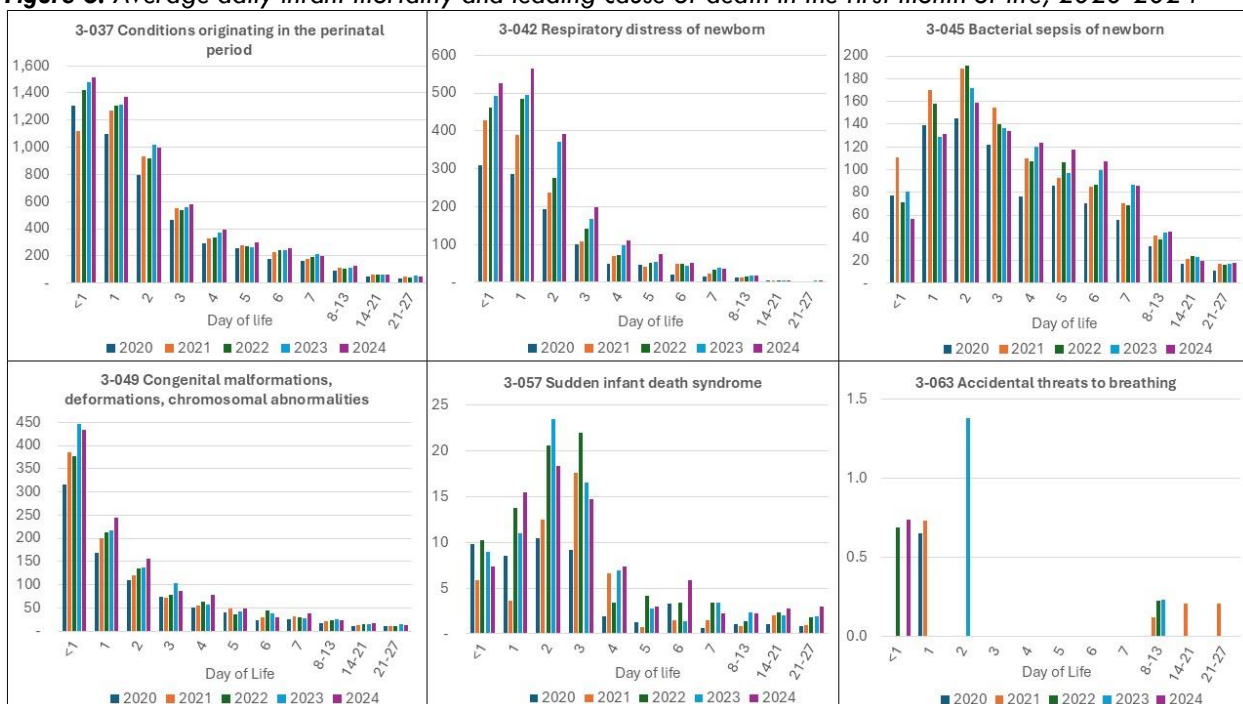 Figure 3. Average daily infant mortality and leading cause of death in the first month of life, 2020-2024
3-037 Conditions originating in the perinatal
period
1,600
1,400
1,200
1,000
800
600
400
200
-
<1 1 2 3 4 5 6 7 8-13 14-21 21-27
Day of life
2020 2021 2022 2023 2024
3-042 Respiratory distress of newborn
600
500
400
300
200
100
-
<1 1 2 3 4 5 6 7 8-13 14-21 21-27
Day of life
2020 2021 2022 2023 2024
3-045 Bacterial sepsis of newborn
200
180
160
140
120
100
80
60
40
20
-
<1 1 2 3 4 5 6 7 8-13 14-21 21-27
Day of life
2020 2021 2022 2023 2024
3-049 Congenital malformations,
deformations, chromosomal abnormalities
450
400
350
300
250
200
150
100
50
-
<1 1 2 3 4 5 6 7 8-13 14-21 21-27
Day of Life
2020 2021 2022 2023 2024
3-057 Sudden infant death syndrome
25
20
15
10
5
-
<1 1 2 3 4 5 6 7 8-13 14-21 21-27
Day of Life
2020 2021 2022 2023 2024
3-063 Accidental threats to breathing
1.5
1.0
0.5
0.0
<1 1 2 3 4 5 6 7 8-13 14-21 21-27
Day of Life
2020 2021 2022 2023 2024